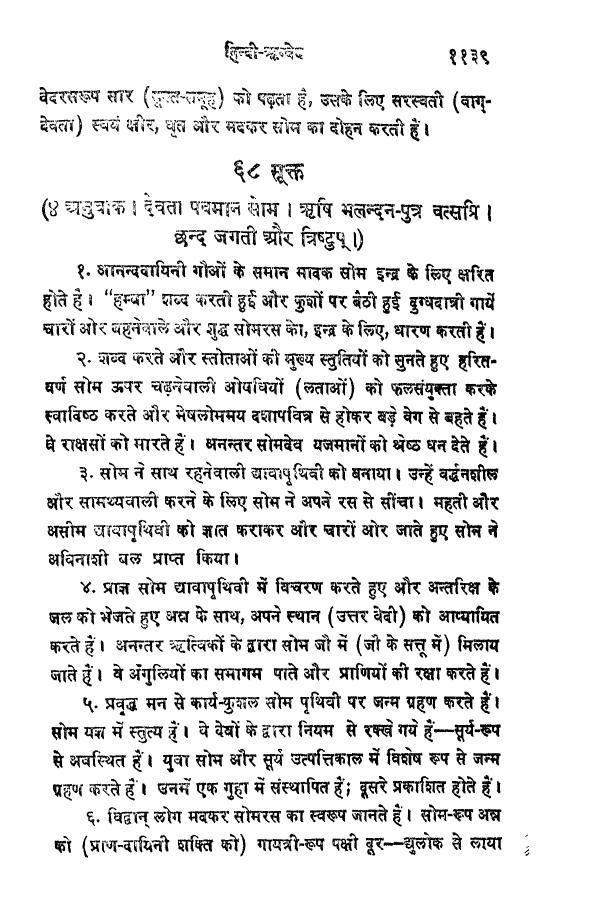 हिन्दी-ऋग्वेद ११३९
वेदरसरूप सार (सूक्त-समूह) को पढ़ता है, उसके लिए सरस्वती (वाग्-
देवता) स्वयं क्षीर, घृत और मदकर सोम का दोहन करती हैं।
६८ सूक्त
(४ अनुवाक। देवता पवमान सोम। ऋषि भलन्दन-पुत्र वत्सप्रि।
छन्द जगती और त्रिष्टुप्।)
१. आनन्ददायिनी गौओं के समान मादक सोम इन्द्र के लिए क्षरित
होते हैं। “हम्बा” शब्द करती हुई और कुशों पर बैठी हुई दुग्धदात्री गायें
चारों ओर बहनेवाले और शुद्ध सोमरस को, इन्द्र के लिए, धारण करती हैं।
२. शब्द करते और स्तोताओं की मुख्य स्तुतियों को सुनते हुए हरित-
वर्ण सोम ऊपर चढ़नेवाली ओषधियों (लताओं) को फलसंयुक्ता करके
स्वादिष्ठ करते और मेषलोममय दशापवित्र से होकर बड़े वेग से बहते हैं।
वे राक्षसों को मारते हैं। अनन्तर सोमदेव यजमानों को श्रेष्ठ धन देते हैं।
३. सोम ने साथ रहनेवाली द्यावापृथिवी को बनाया। उन्हें वर्द्धनशील
और सामर्थ्यवाली करने के लिए सोम ने अपने रस से सींचा। महती और
असीम द्यावापृथिवी को ज्ञात कराकर और चारों ओर जाते हुए सोम ने
अविनाशी बल प्राप्त किया।
४. प्राज्ञ सोम द्यावापृथिवी में विचरण करते हुए और अन्तरिक्ष के
जल को भेजते हुए अन्न के साथ, अपने स्थान (उत्तर वेदी) को आप्यायित
करते हैं। अनन्तर ऋत्विकों के द्वारा सोम जौ में (जौ के सत्तू में) मिलाय
जाते हैं। वे अँगुलियों का समागम पाते और प्राणियों की रक्षा करते हैं।
५. प्रवृद्ध मन से कार्य-कुशल सोम पृथिवी पर जन्म ग्रहण करते हैं।
सोम यज्ञ में स्तुत्य हैं। वे देवों के द्वारा नियम से रक्खे गये हैं—सूर्य-रूप
से अवस्थित हैं। युवा सोम और सूर्य उत्पत्तिकाल में विशेष रूप से जन्म
ग्रहण करते हैं। उनमें एक गुहा में संस्थापित हैं; दूसरे प्रकाशित होते हैं।
६. विद्वान् लोग मदकर सोमरस का स्वरूप जानते हैं। सोम-रूप अन्न
को (प्राण-दायिनी शक्ति को) गायत्री-रूप पक्षी दूर—द्युलोक से लाया